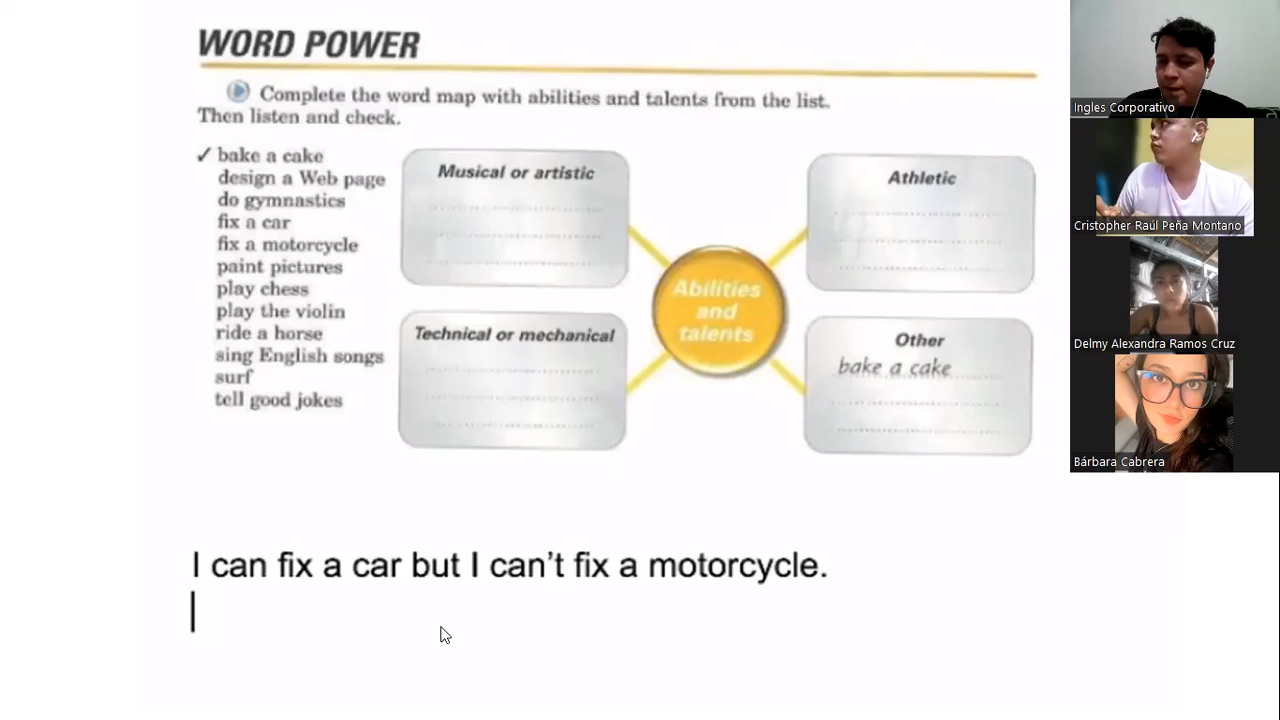 WORD POWER
Complete the word map with abilities and talents from the list.
Then listen and check.
✓ bake a cake
design a Web page
do gymnastics
fix a car
fix a motorcycle
paint pictures
play chess
play the violin
ride a horse
sing English songs
surf
tell good jokes
Musical or artistic
Athletic
Abilities
and
talents
Technical or mechanical
Other
bake a cake
I can fix a car but I can't fix a motorcycle.
Ingles Corporativo
Cristopher Raúl Peña Montano
Delmy Alexandra Ramos Cruz
Bárbara Cabrera